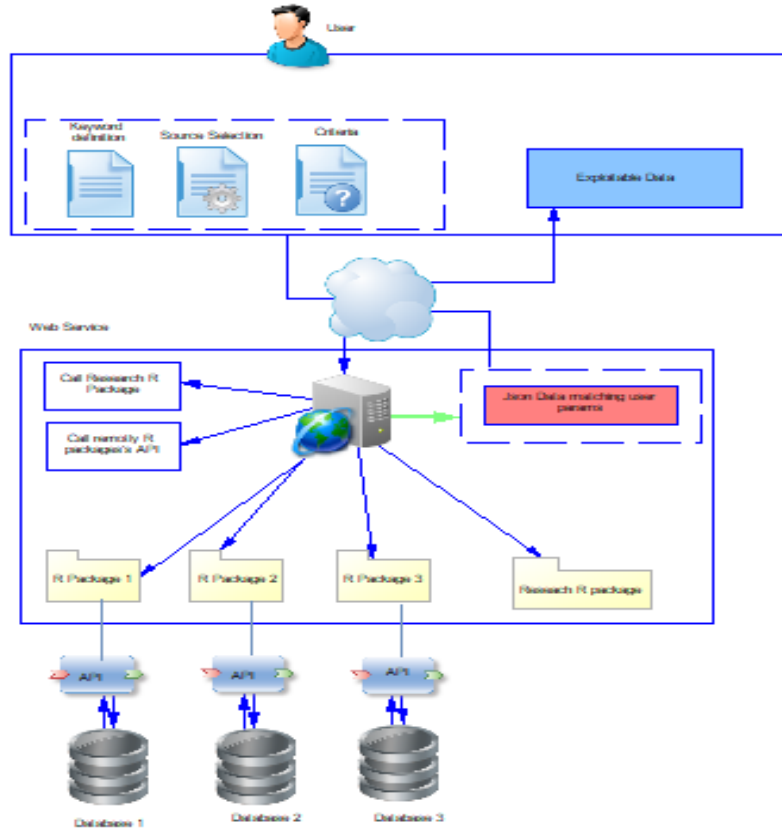 User
Keyword
definition
Source Selection
Criteria
Exploitable Data
Web Service
Call Research R
Package
Json Data matching user
params
Call remotly R
packages's API
R Package 1
R Package 2
R Package 3
Reseach R package
API
API
API
Database 1
Database 2
Database 3